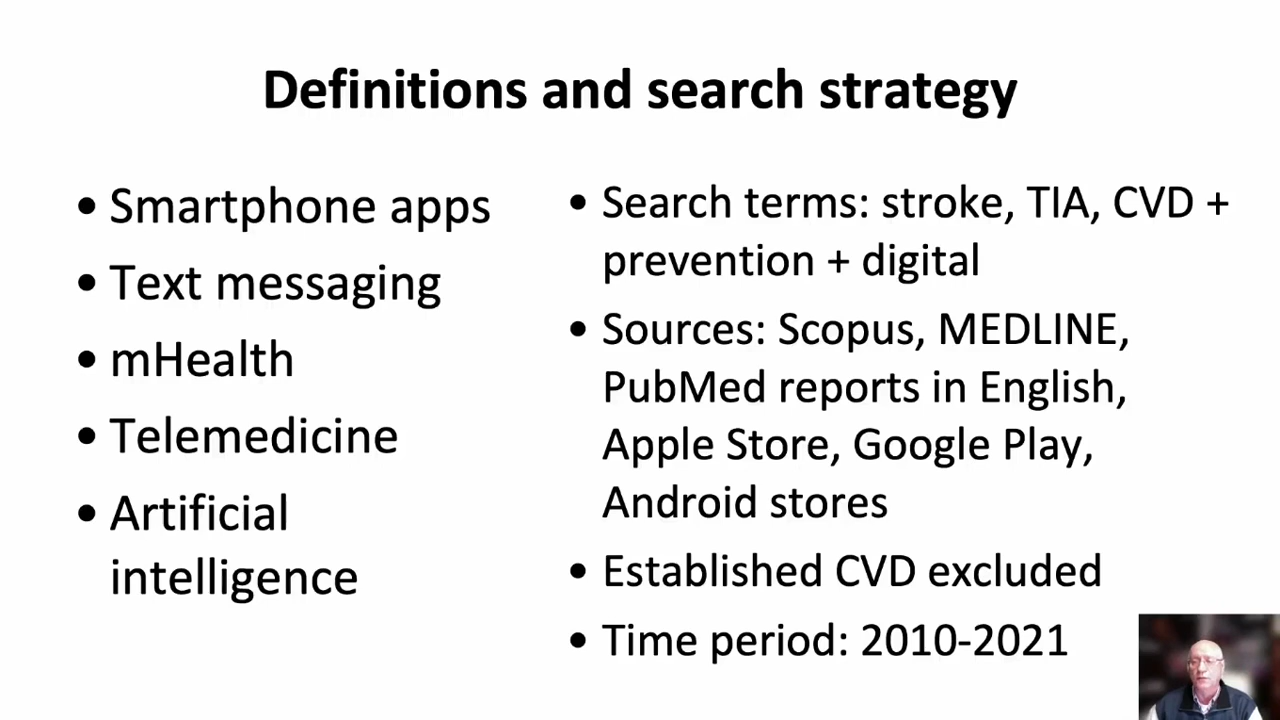 Definitions and search strategy
• Smartphone apps
• Text messaging
• mHealth
• Telemedicine
• Artificial
intelligence
• Search terms: stroke, TIA, CVD +
prevention + digital
• Sources: Scopus, MEDLINE,
PubMed reports in English,
Apple Store, Google Play,
Android stores
• Established CVD excluded
• Time period: 2010-2021